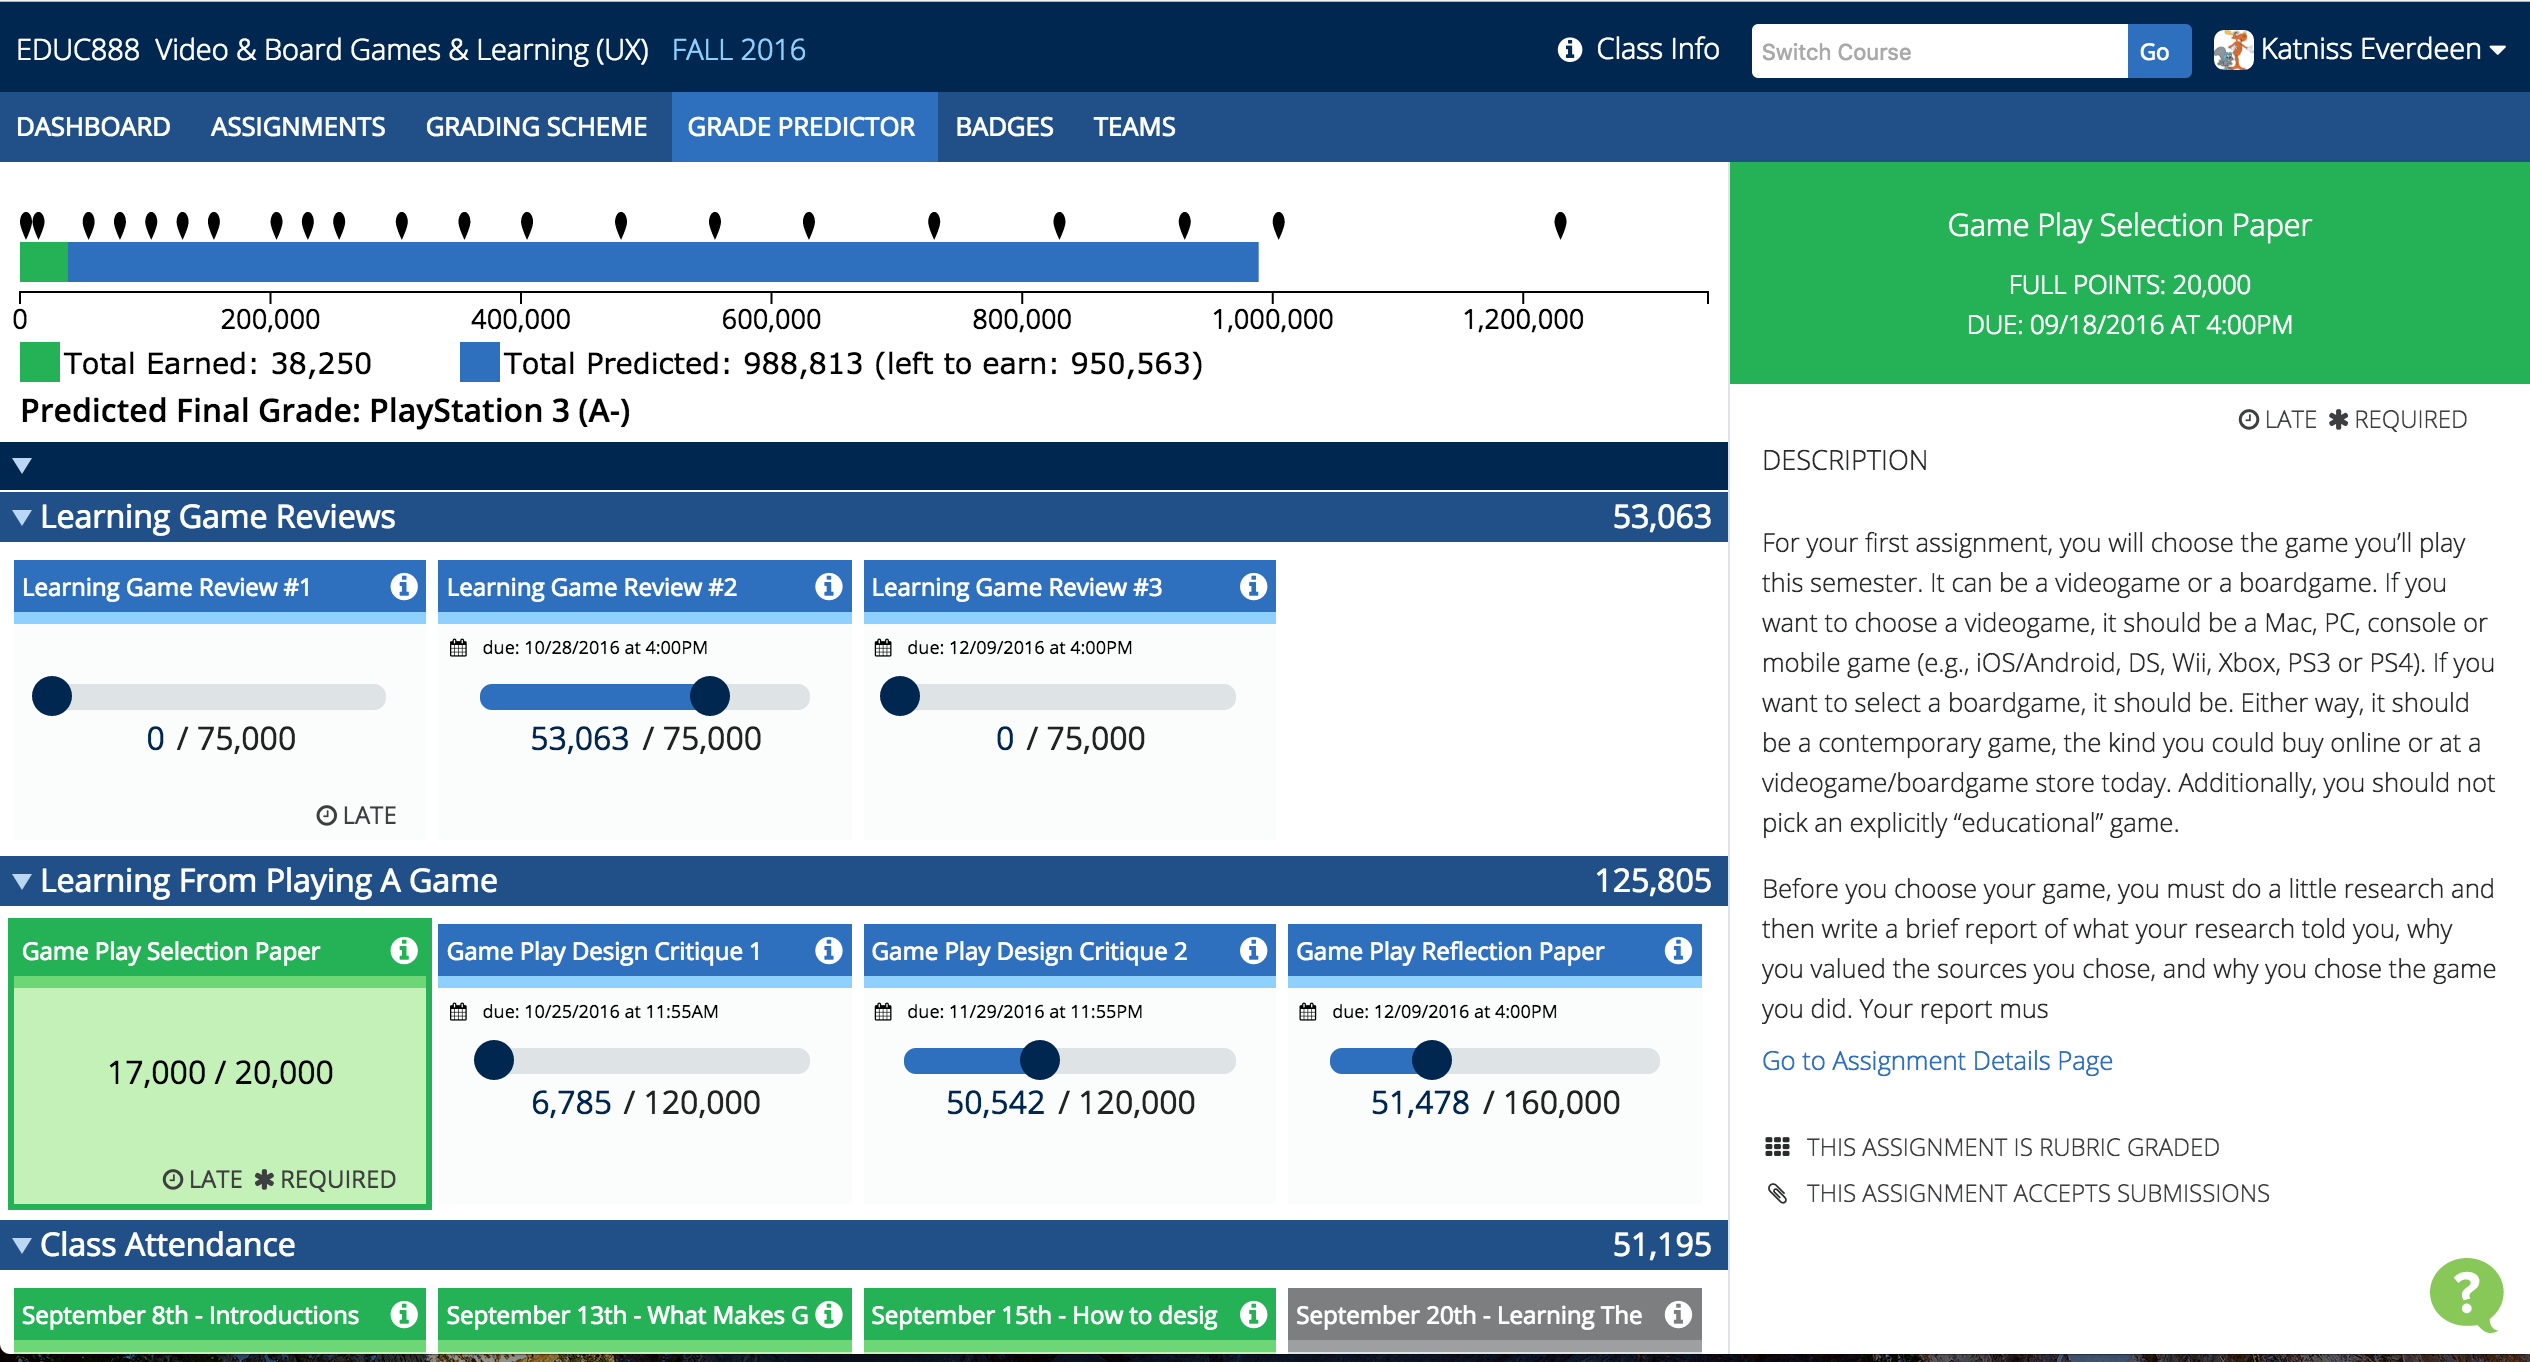 EDUC888 Video & Board Games & Learning (UX) FALL 2016
Class Info
Switch Course
Go
Katniss Everdeen
DASHBOARD ASSIGNMENTS GRADING SCHEME GRADE PREDICTOR BADGES TEAMS
0 200,000 400,000 600,000 800,000 1,000,000 1,200,000
Total Earned: 38,250 Total Predicted: 988,813 (left to earn: 950,563)
Predicted Final Grade: PlayStation 3 (A-)
Learning Game Reviews 53,063
Learning Game Review #1
0 / 75,000
LATE
Learning Game Review #2
due: 10/28/2016 at 4:00PM
53,063 / 75,000
Learning Game Review #3
due: 12/09/2016 at 4:00PM
0 / 75,000
Learning From Playing A Game 125,805
Game Play Selection Paper
17,000 / 20,000
LATE REQUIRED
Game Play Design Critique 1
due: 10/25/2016 at 11:55AM
6,785 / 120,000
Game Play Design Critique 2
due: 11/29/2016 at 11:55PM
50,542 / 120,000
Game Play Reflection Paper
due: 12/09/2016 at 4:00PM
51,478 / 160,000
Class Attendance 51,195
September 8th - Introductions
September 13th - What Makes G
September 15th - How to desig
September 20th - Learning The
Game Play Selection Paper
FULL POINTS: 20,000
DUE: 09/18/2016 AT 4:00PM
LATE REQUIRED
DESCRIPTION
For your first assignment, you will choose the game you’ll play
this semester. It can be a videogame or a boardgame. If you
want to choose a videogame, it should be a Mac, PC, console or
mobile game (e.g., iOS/Android, DS, Wii, Xbox, PS3 or PS4). If you
want to select a boardgame, it should be. Either way, it should
be a contemporary game, the kind you could buy online or at a
videogame/boardgame store today. Additionally, you should not
pick an explicitly “educational” game.
Before you choose your game, you must do a little research and
then write a brief report of what your research told you, why
you valued the sources you chose, and why you chose the game
you did. Your report mus
Go to Assignment Details Page
THIS ASSIGNMENT IS RUBRIC GRADED
THIS ASSIGNMENT ACCEPTS SUBMISSIONS
?